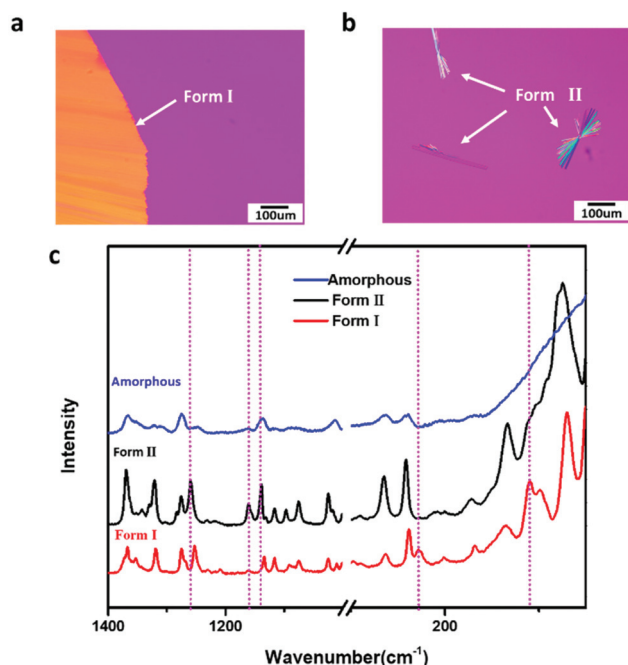 a
b
Form I
Form II
100um
100um
c
Amorphous
Form II
Form I
Amorphous
Form II
Form I
Intensity
1400
1200
200
Wavenumber(cm⁻¹)